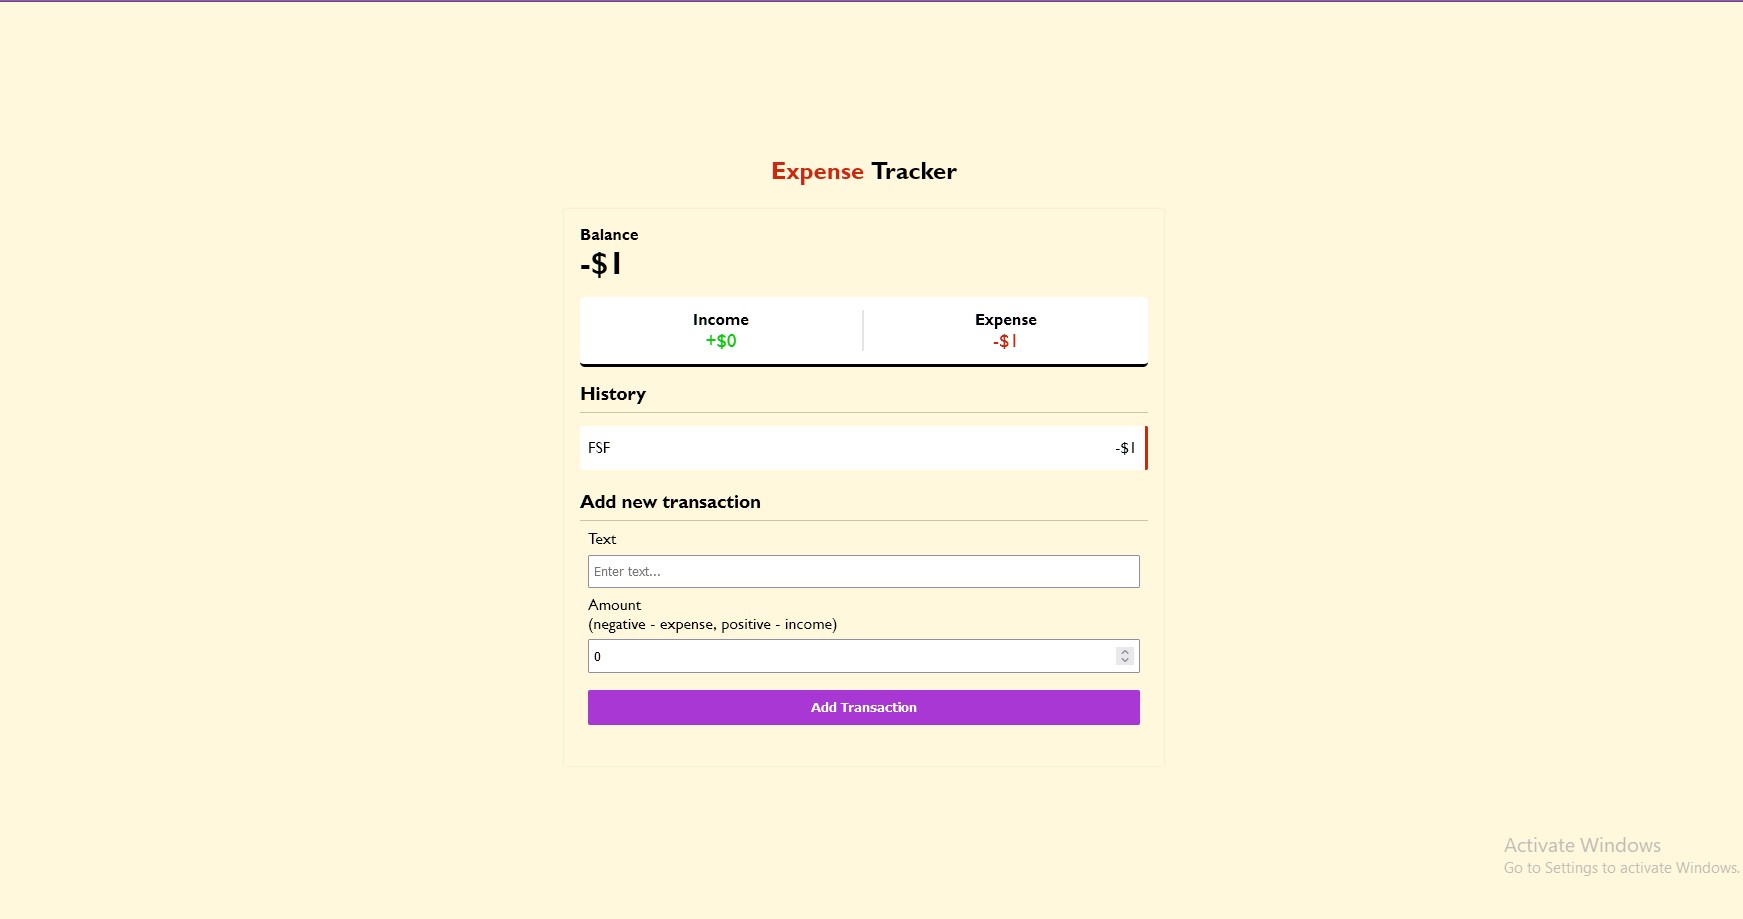 Expense Tracker
Balance
-$1
Income
+$0
Expense
-$1
History
FSF
-$1
Add new transaction
Text
Enter text...
Amount
(negative - expense, positive - income)
0
Add Transaction
Activate Windows
Go to Settings to activate Windows.